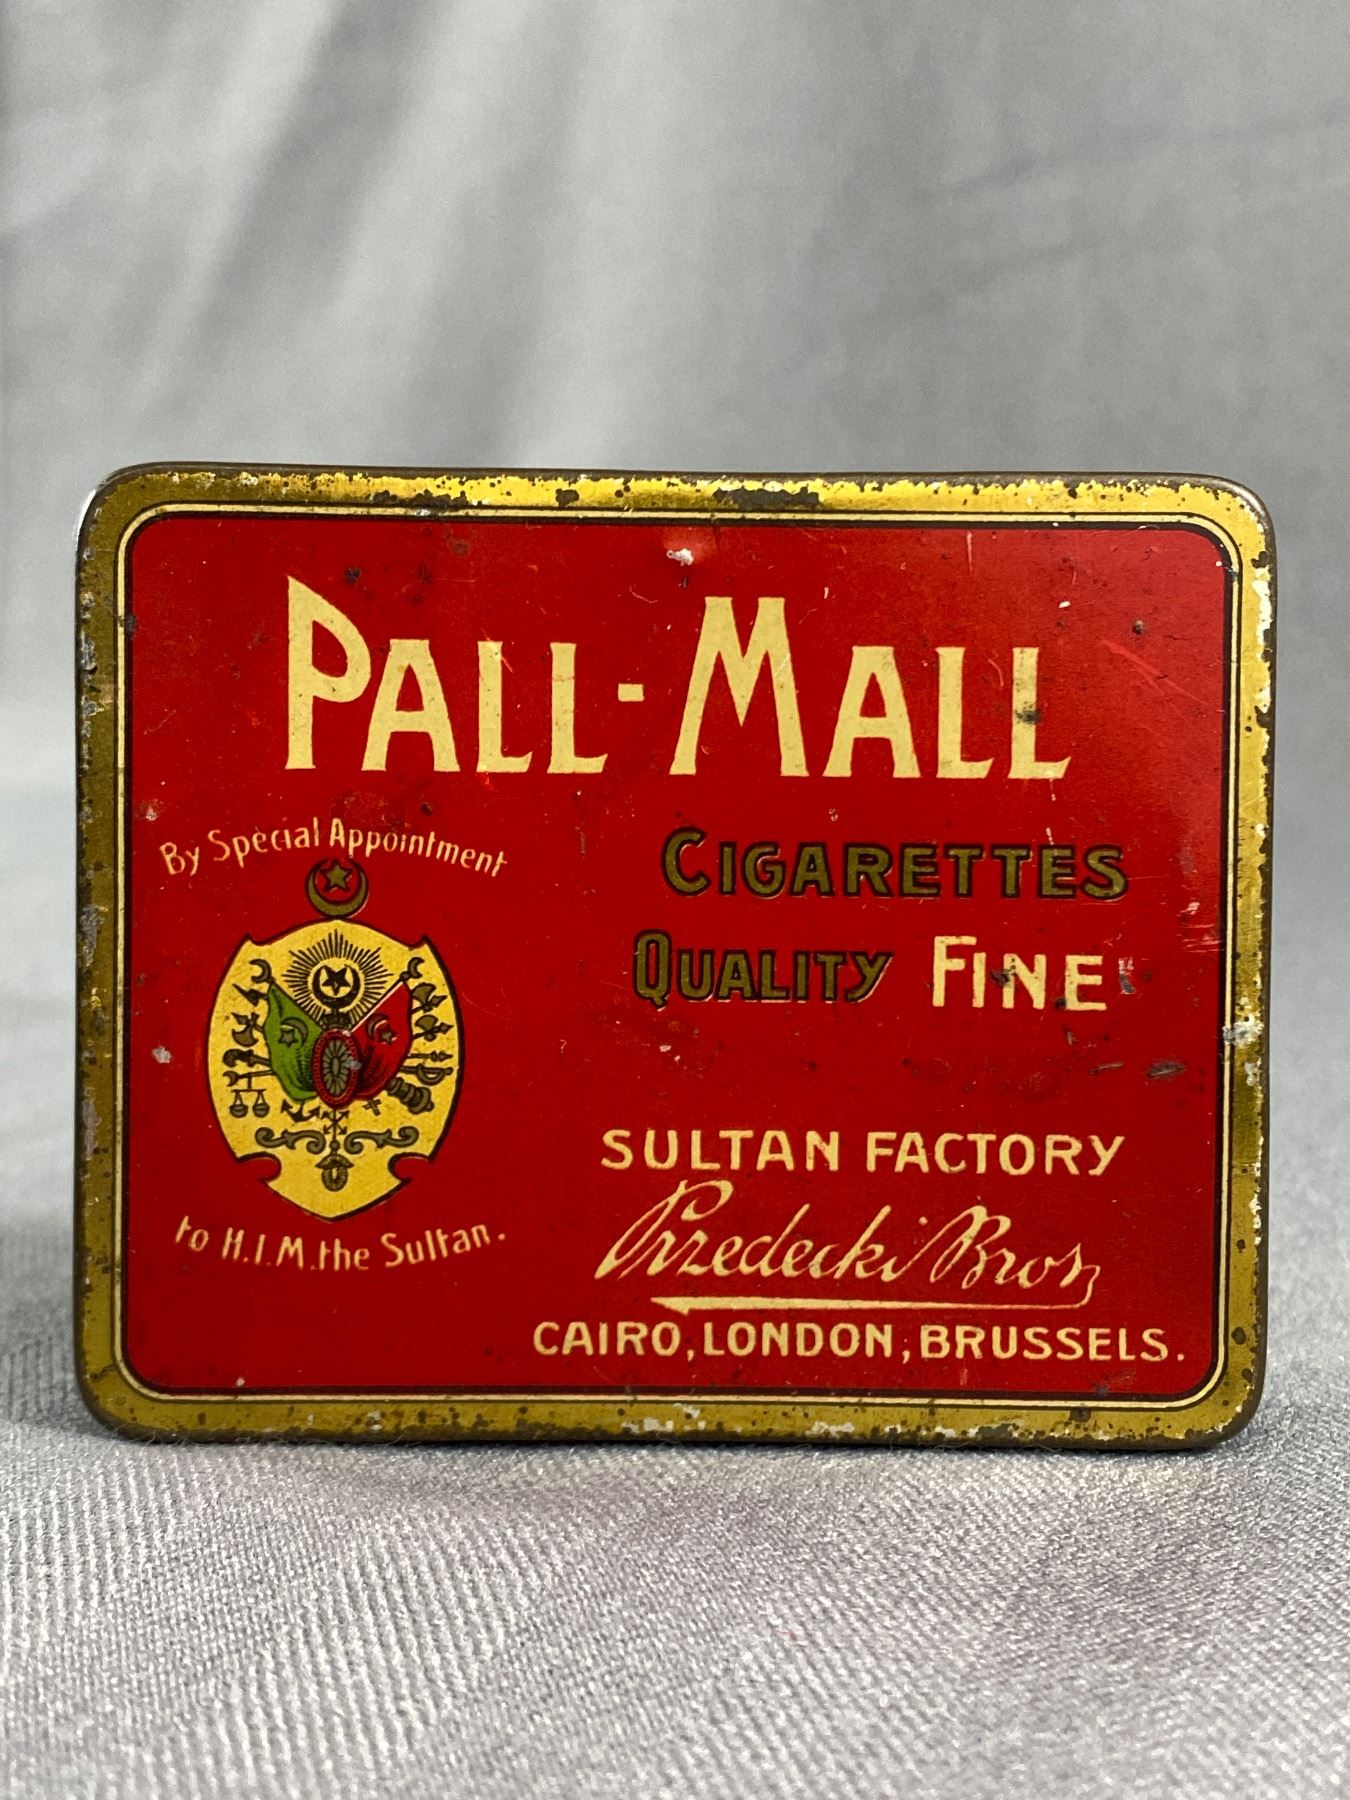 PALL-MALL
By Special Appointment
to H.I.M. the Sultan.
CIGARETTES
QUALITY FINE
SULTAN FACTORY
Przedecki Bros
CAIRO, LONDON, BRUSSELS.